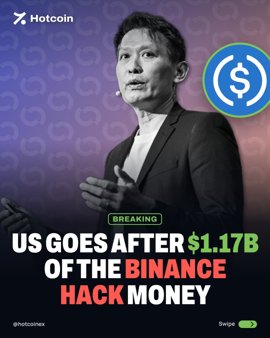 Hotcoin
BREAKING
US GOES AFTER $1.17B
OF THE BINANCE
HACK MONEY
@hotcoinex
Swipe